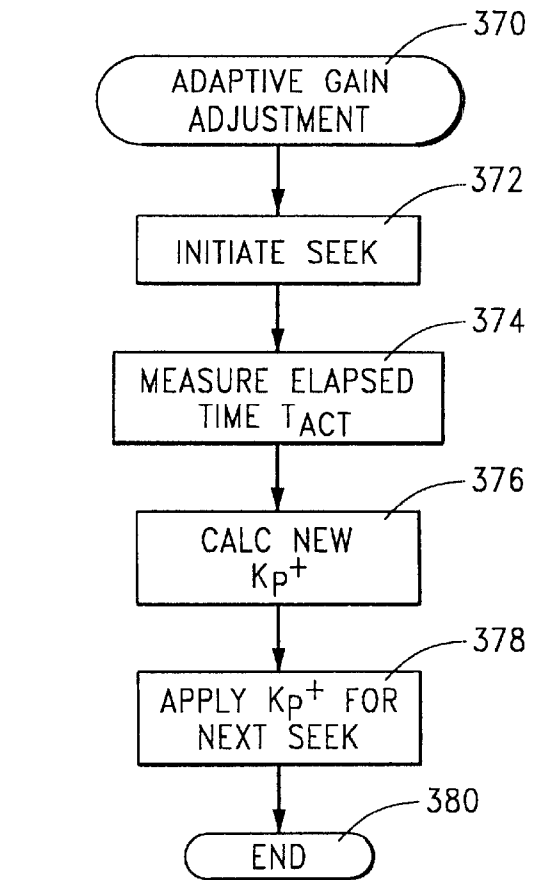 370
ADAPTIVE GAIN
ADJUSTMENT
372
INITIATE SEEK
374
MEASURE ELAPSED
TIME TACT
376
CALC NEW
KP+
378
APPLY KP+ FOR
NEXT SEEK
380
END